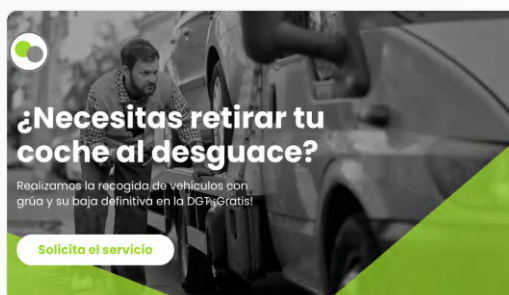 ¿Necesitas retirar tu
coche al desguace?
Realizamos la recogida de vehículos con
grúa y su baja definitiva en la DGT ¡Gratis!
Solicita el servicio